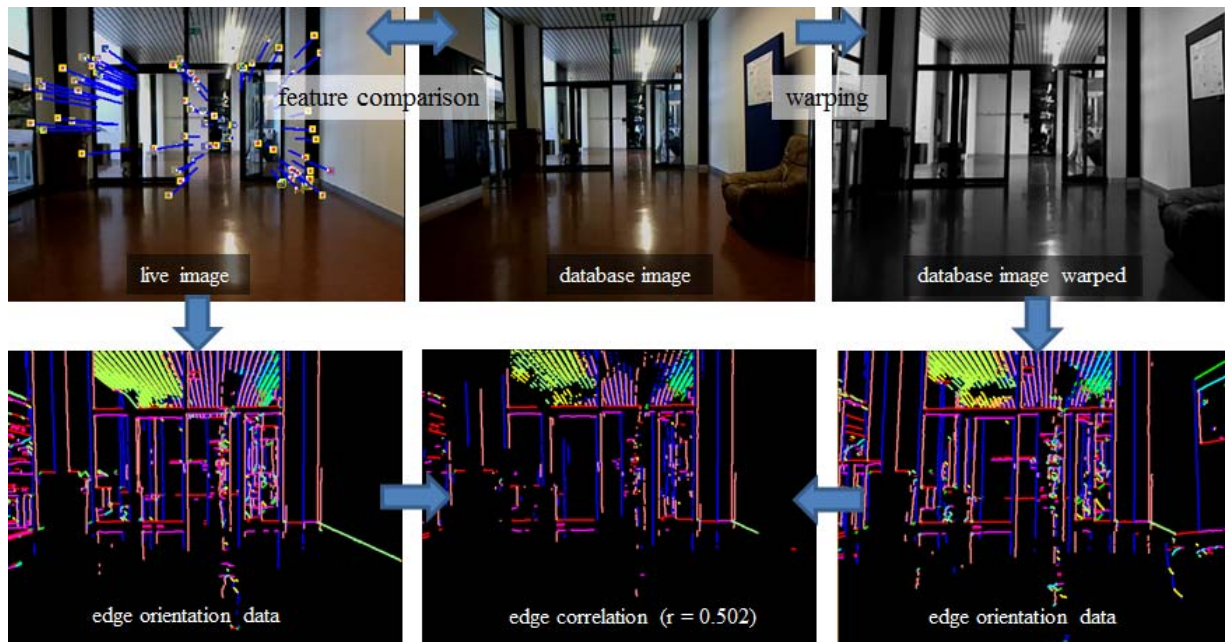 feature comparison
warping
live image
database image
database image warped
edge orientation data
edge correlation (r = 0.502)
edge orientation data